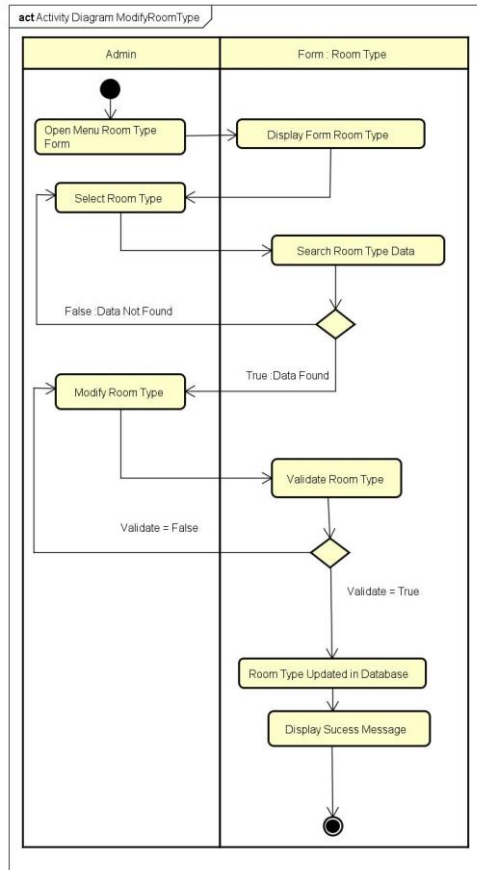 act Activity Diagram ModifyRoomType
Admin
Form : Room Type
Open Menu Room Type
Form
Display Form Room Type
Select Room Type
Search Room Type Data
False :Data Not Found
True :Data Found
Modify Room Type
Validate Room Type
Validate = False
Validate = True
Room Type Updated in Database
Display Sucess Message